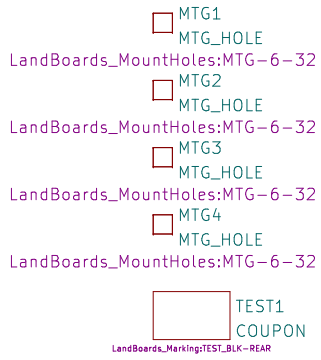 MTG1
MTG_HOLE
LandBoards_MountHoles:MTG-6-32
MTG2
MTG_HOLE
LandBoards_MountHoles:MTG-6-32
MTG3
MTG_HOLE
LandBoards_MountHoles:MTG-6-32
MTG4
MTG_HOLE
LandBoards_MountHoles:MTG-6-32
TEST1
COUPON
LandBoards_Marking:TEST_BLK-REAR